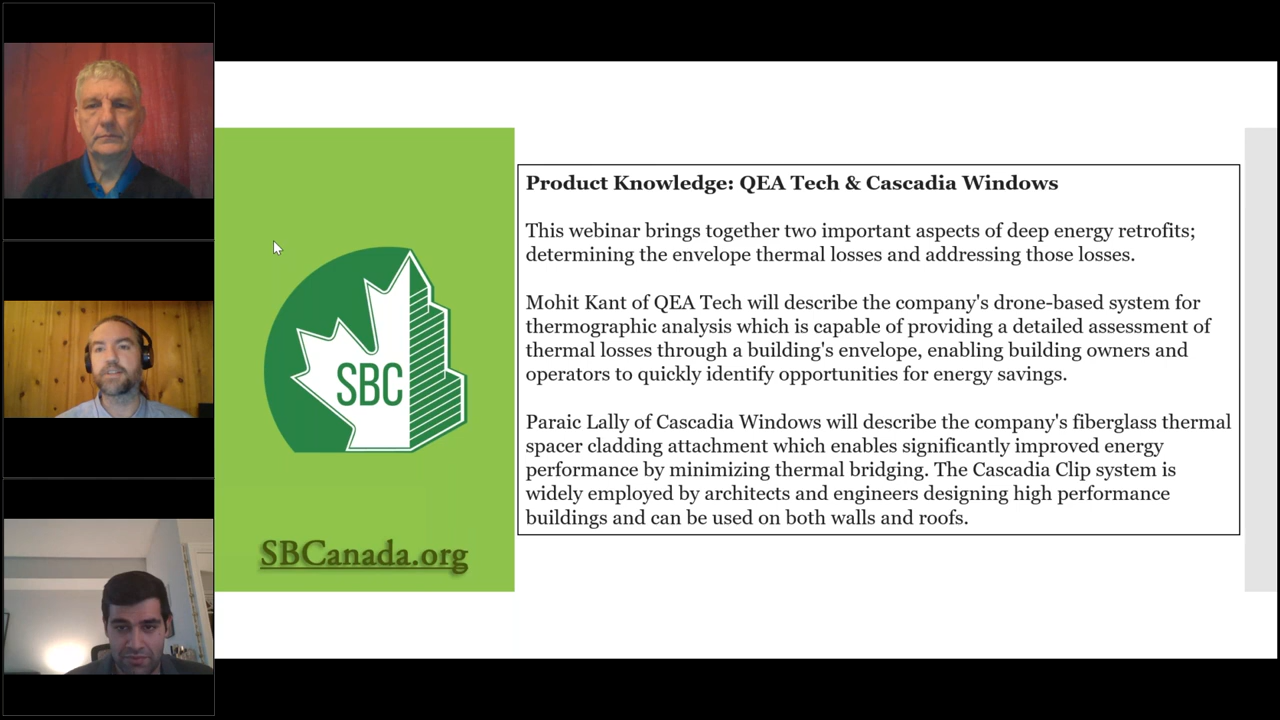 SBC
SBCanada.org
Product Knowledge: QEA Tech & Cascadia Windows
This webinar brings together two important aspects of deep energy retrofits;
determining the envelope thermal losses and addressing those losses.
Mohit Kant of QEA Tech will describe the company's drone-based system for
thermographic analysis which is capable of providing a detailed assessment of
thermal losses through a building's envelope, enabling building owners and
operators to quickly identify opportunities for energy savings.
Paraic Lally of Cascadia Windows will describe the company's fiberglass thermal
spacer cladding attachment which enables significantly improved energy
performance by minimizing thermal bridging. The Cascadia Clip system is
widely employed by architects and engineers designing high performance
buildings and can be used on both walls and roofs.